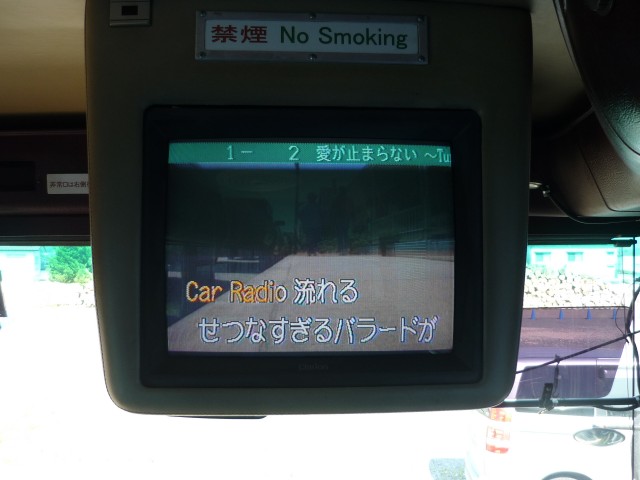 禁煙 No Smoking
1－ 2 愛が止まらない ～Tu
Car Radio 流れる
せつなすぎるバラードが